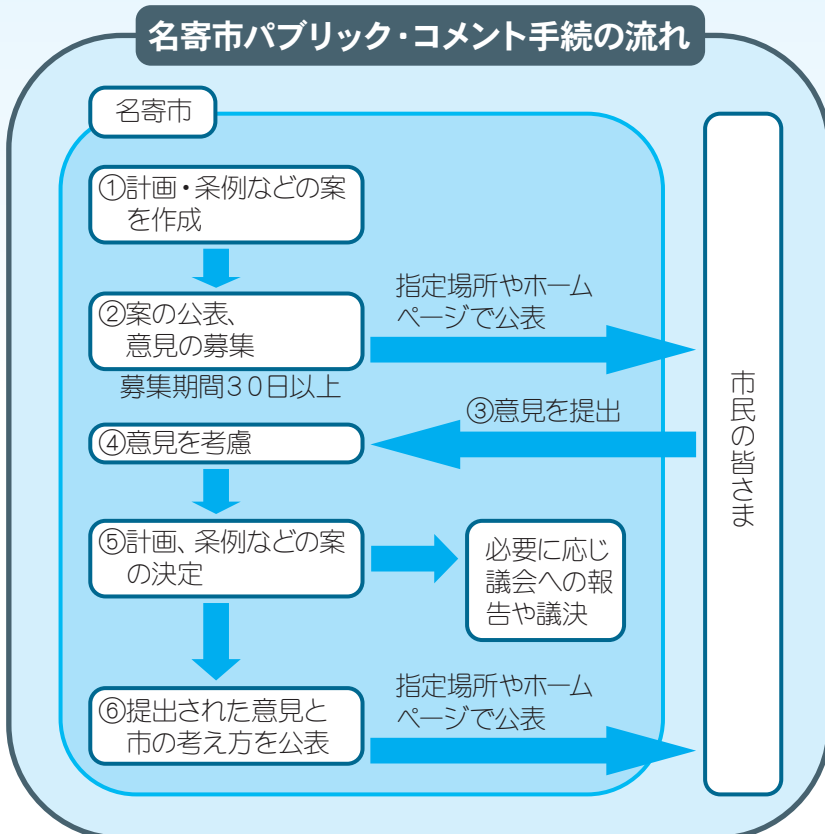 名寄市パブリック・コメント手続の流れ
名寄市
①計画・条例などの案
を作成
②案の公表、
意見の募集
募集期間30日以上
指定場所やホーム
ページで公表
③意見を提出
④意見を考慮
⑤計画、条例などの案
の決定
必要に応じ
議会への報
告や議決
⑥提出された意見と
市の考え方を公表
指定場所やホーム
ページで公表
市民の皆さま